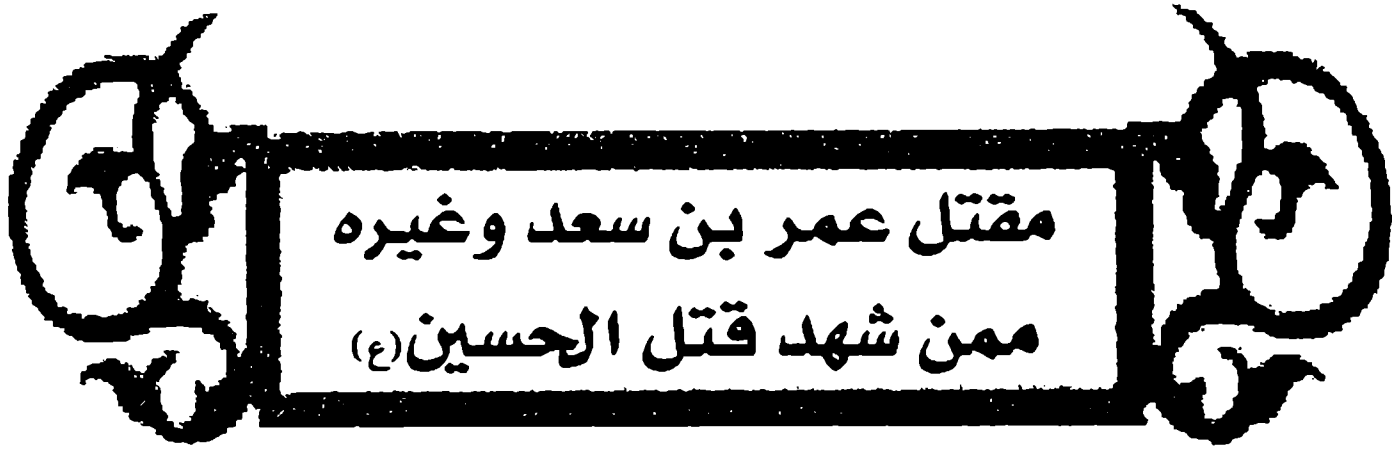 مقتل عمر بن سعد وغيره
ممن شهد قتل الحسين(ع)